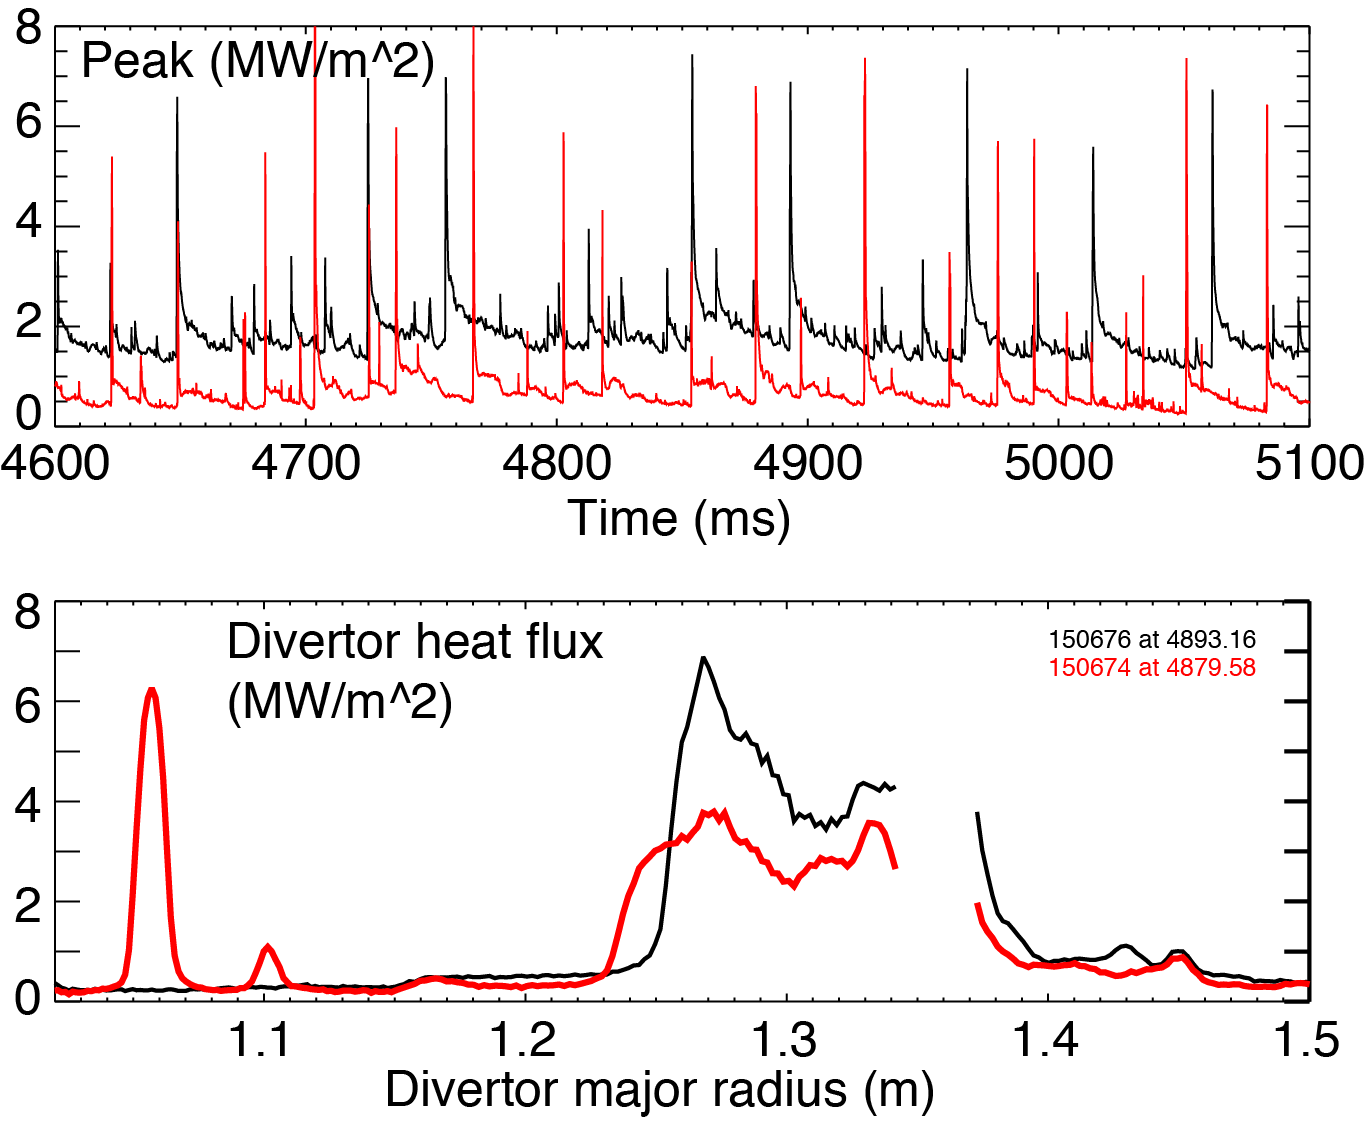 8
Peak (MW/m^2)
6
4
2
0
4600 4700 4800 4900 5000 5100
Time (ms)
8
Divertor heat flux
(MW/m^2)
150676 at 4893.16
150674 at 4879.58
6
4
2
0
1.1 1.2 1.3 1.4 1.5
Divertor major radius (m)